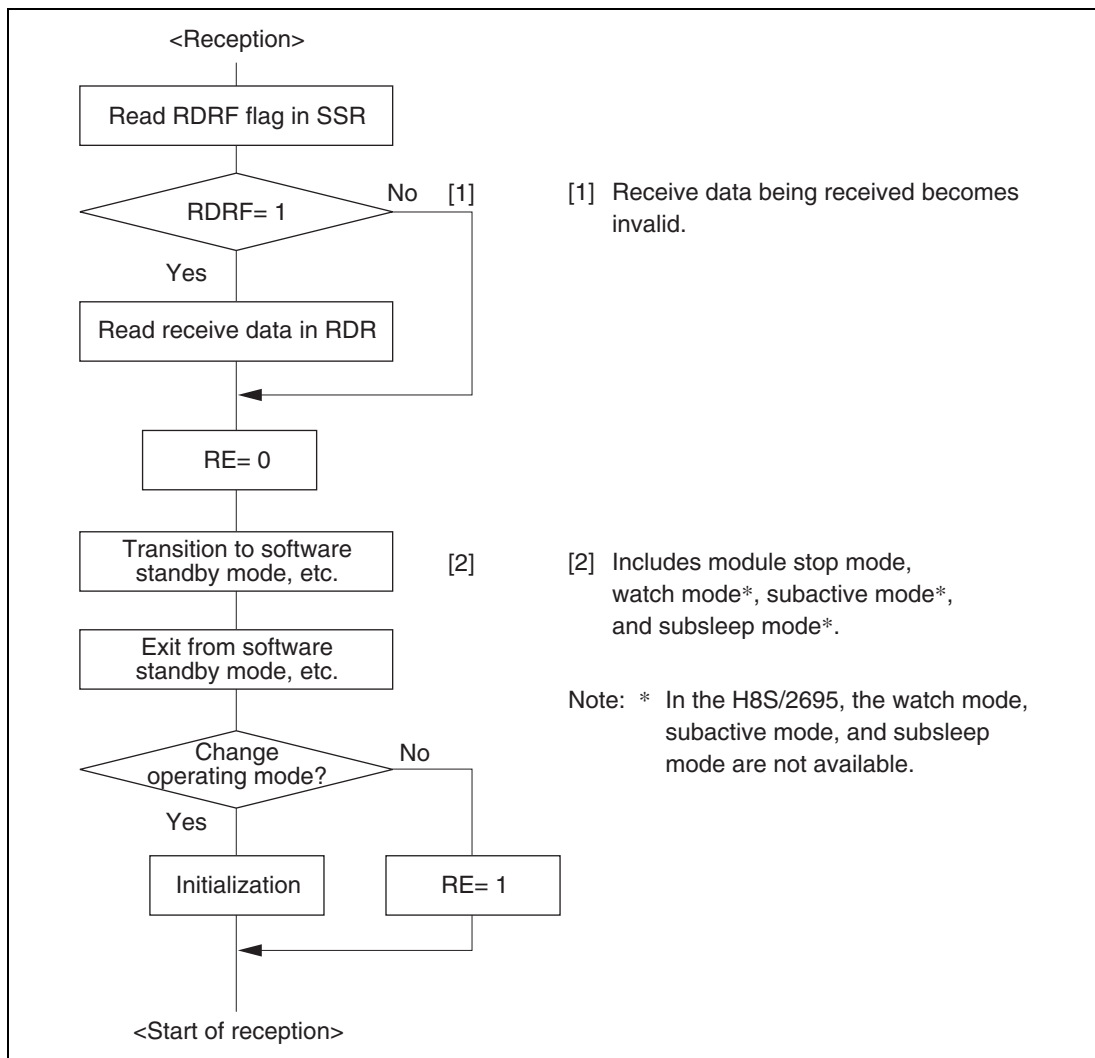 <Reception>
Read RDRF flag in SSR
RDRF= 1
No [1]
[1] Receive data being received becomes
invalid.
Yes
Read receive data in RDR
RE= 0
Transition to software
standby mode, etc.
[2]
[2] Includes module stop mode,
watch mode*, subactive mode*,
and subsleep mode*.
Exit from software
standby mode, etc.
Note: * In the H8S/2695, the watch mode,
subactive mode, and subsleep
mode are not available.
Change
operating mode?
No
Yes
Initialization
RE= 1
<Start of reception>